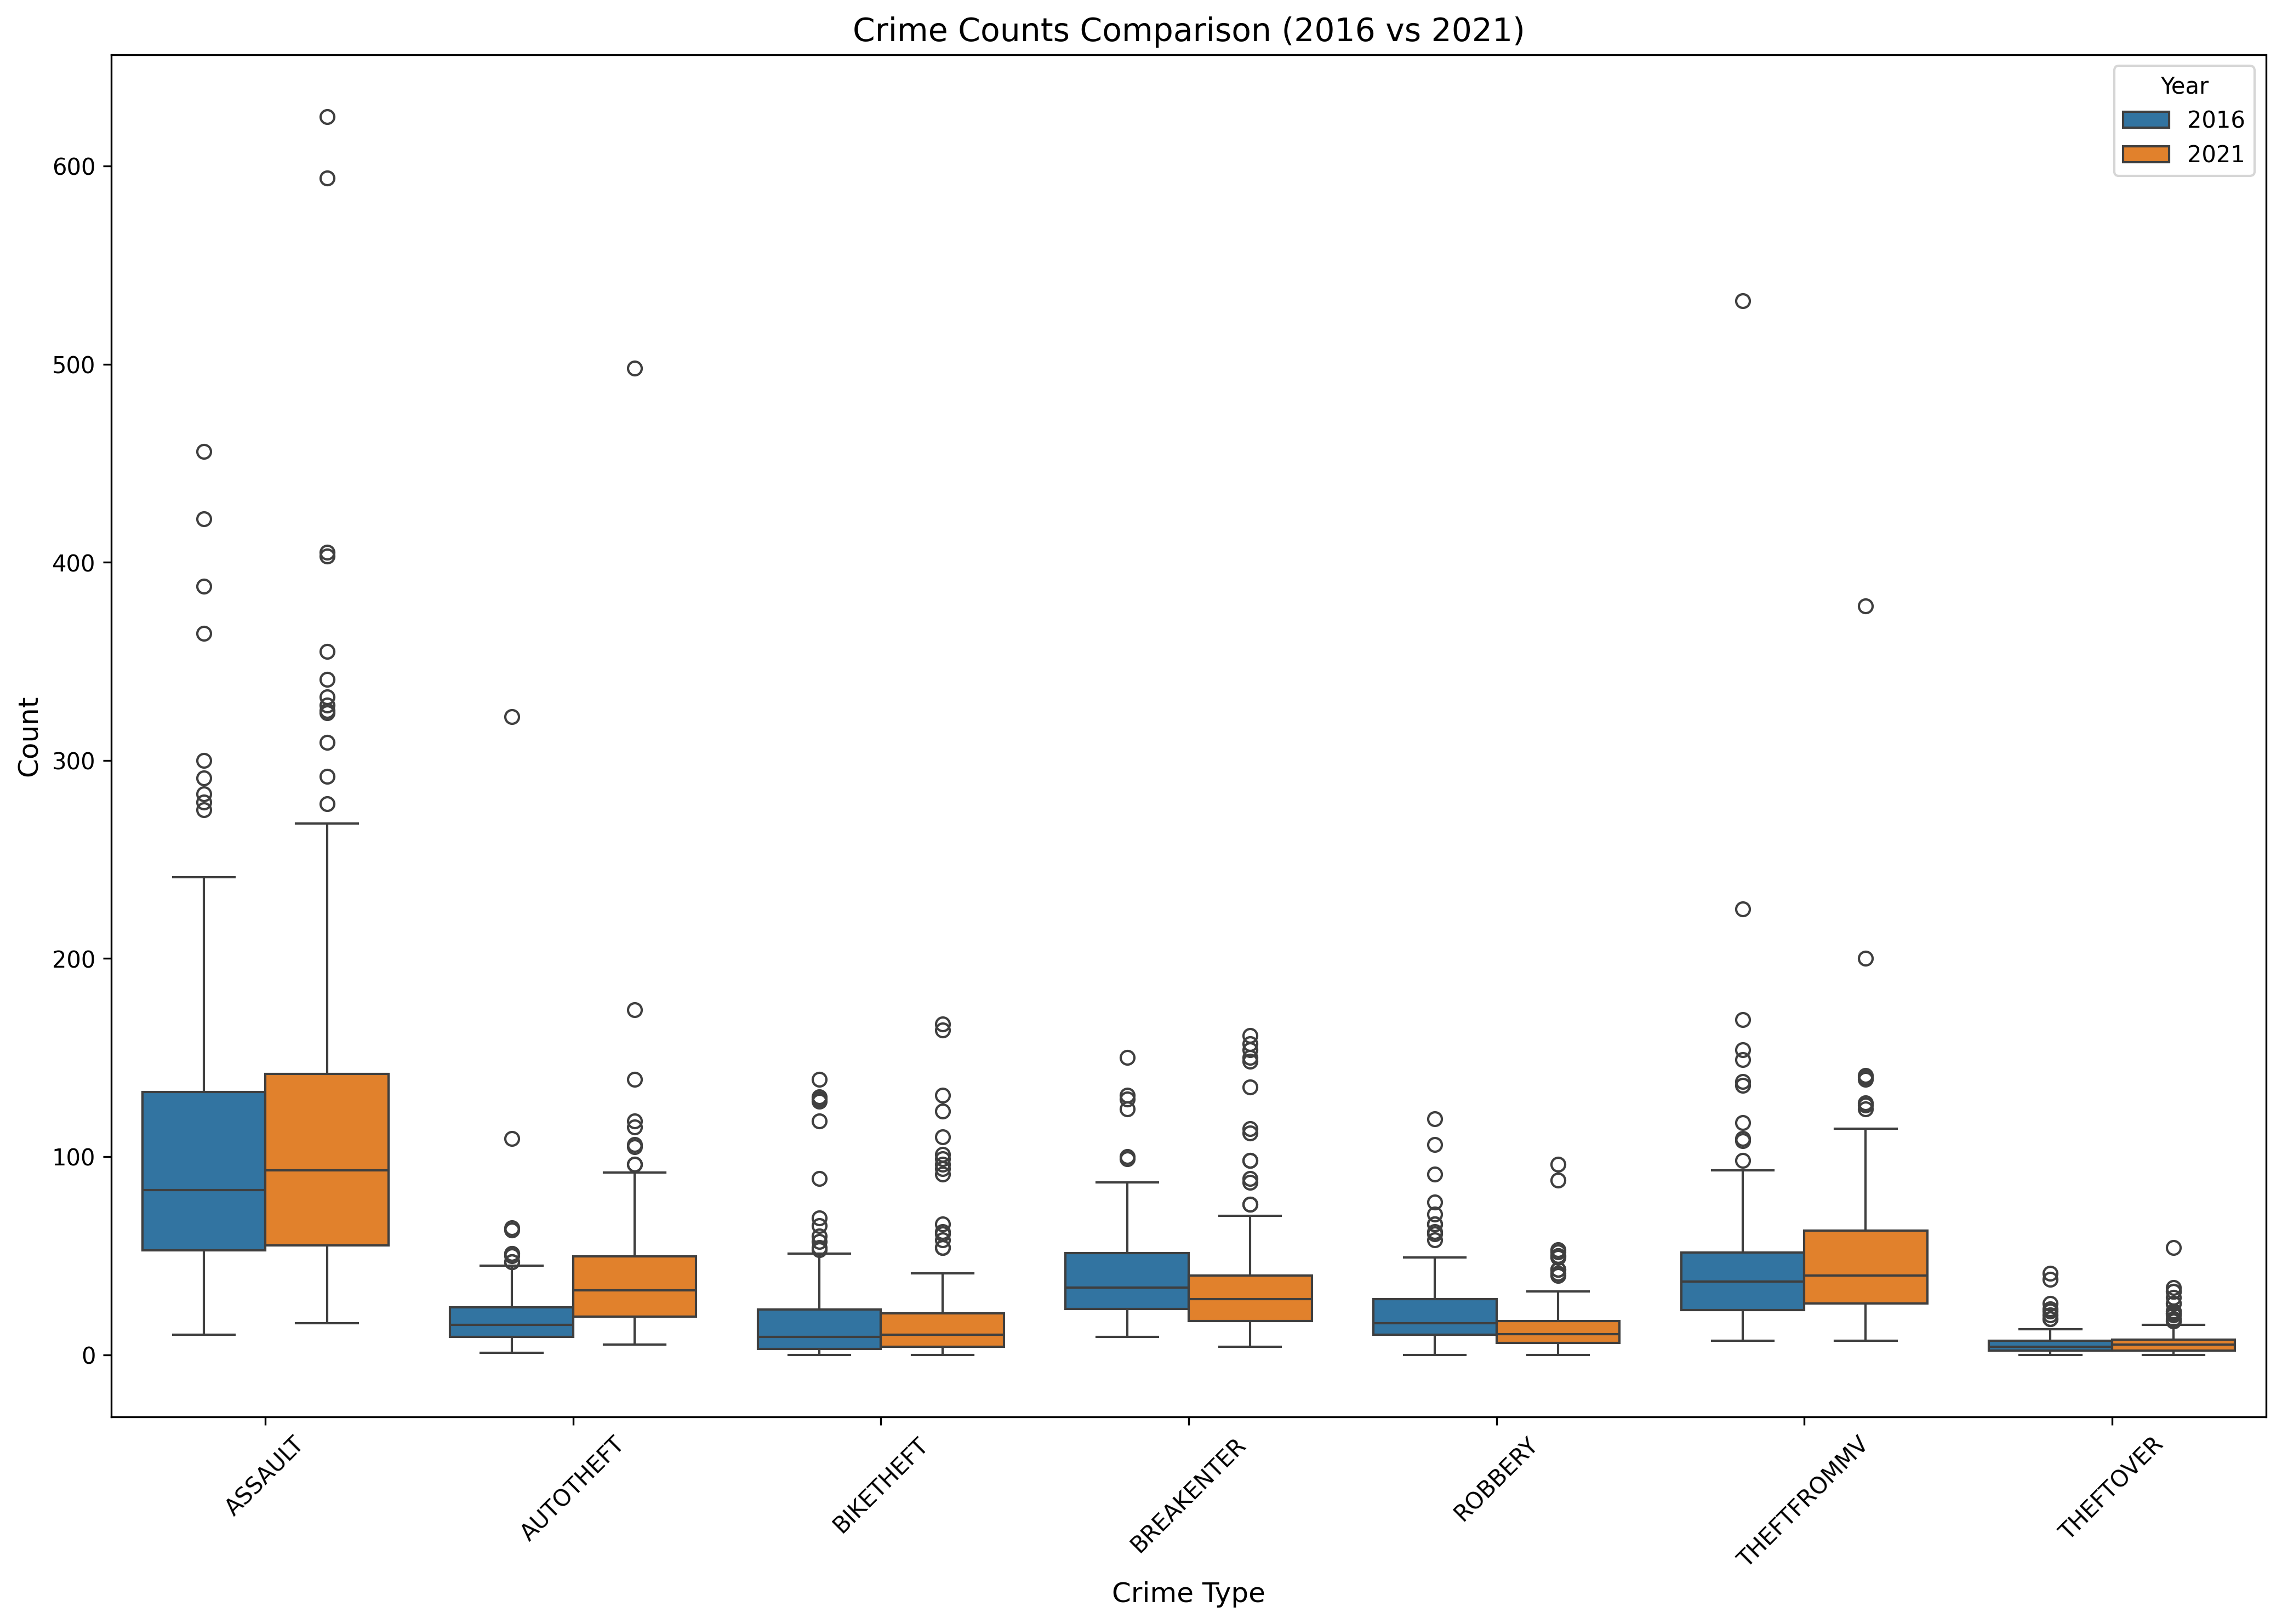 Crime Counts Comparison (2016 vs 2021)
Year
2016
2021
Count
600
500
400
300
200
100
0
ASSAULT
AUTOTHEFT
BIKETHEFT
BREAKENTER
ROBBERY
THEFTFROMMV
THEFTOVER
Crime Type